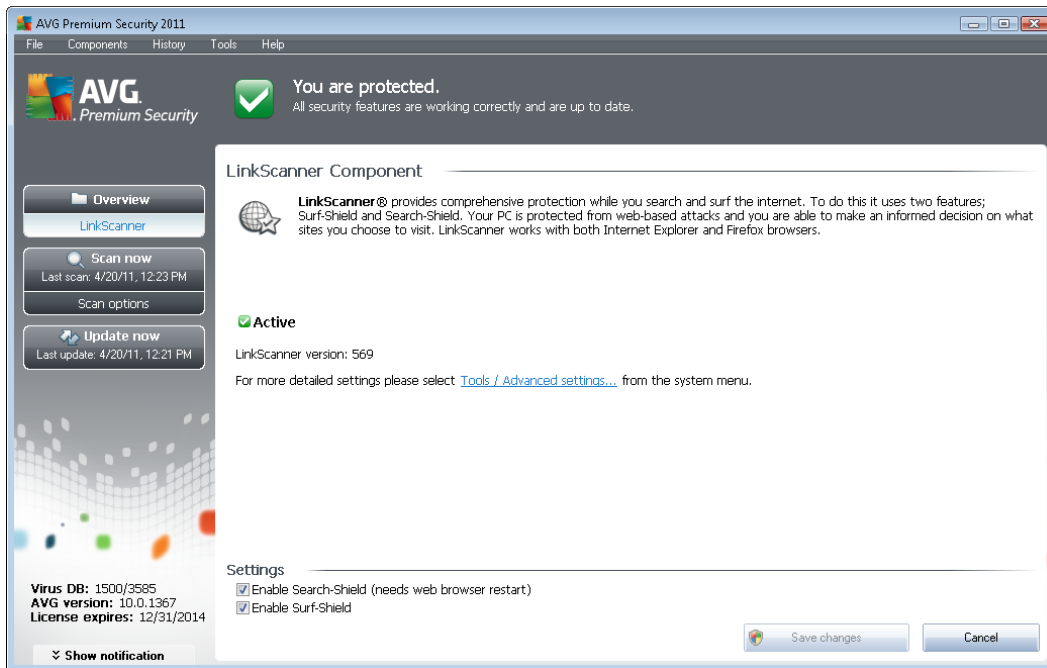 AVG Premium Security 2011
File Components History Tools Help
AVG.
Premium Security
You are protected.
All security features are working correctly and are up to date.
Overview
LinkScanner
Scan now
Last scan: 4/20/11, 12:23 PM
Scan options
Update now
Last update: 4/20/11, 12:21 PM
Virus DB: 1500/3585
AVG version: 10.0.1367
License expires: 12/31/2014
Show notification
LinkScanner Component
LinkScanner® provides comprehensive protection while you search and surf the internet. To do this it uses two features;
Surf-Shield and Search-Shield. Your PC is protected from web-based attacks and you are able to make an informed decision on what
sites you choose to visit. LinkScanner works with both Internet Explorer and Firefox browsers.
Active
LinkScanner version: 569
For more detailed settings please select Tools / Advanced settings... from the system menu.
Settings
Enable Search-Shield (needs web browser restart)
Enable Surf-Shield
Save changes Cancel